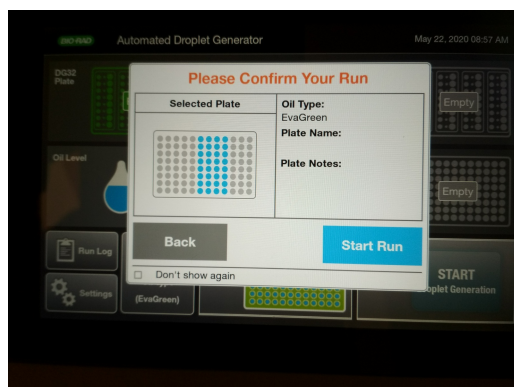 BIO-RAD Automated Droplet Generator May 22, 2020 08:57 AM
DG32
Plate
Empty
Please Confirm Your Run
Selected Plate
Oil Type:
EvaGreen
Plate Name:
Plate Notes:
Oil Level
Empty
Back
Start Run
Don't show again
Run Log
Settings
(EvaGreen)
START
oplet Generation